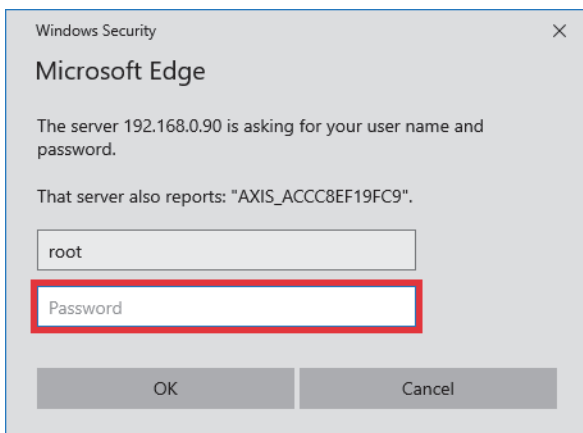 Windows Security
Microsoft Edge
The server 192.168.0.90 is asking for your user name and
password.
That server also reports: "AXIS_ACCC8EF19FC9".
root
Password
OK
Cancel